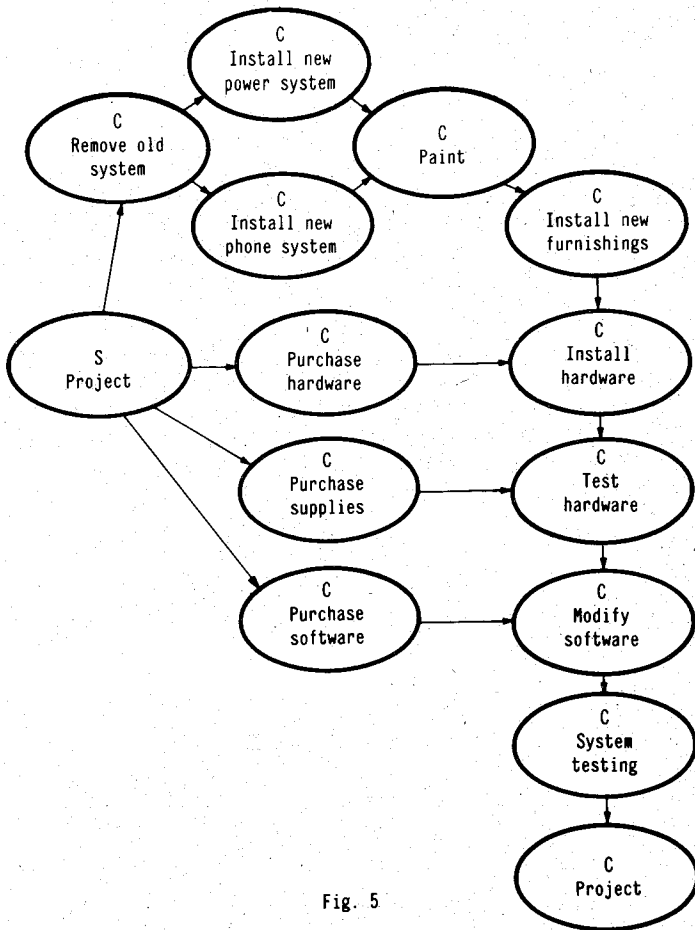 C
Install new
power system
C
Remove old
system
C
Paint
C
Install new
phone system
C
Install new
furnishings
S
Project
C
Purchase
hardware
C
Install
hardware
C
Purchase
supplies
C
Test
hardware
C
Purchase
software
C
Modify
software
C
System
testing
C
Project
Fig. 5